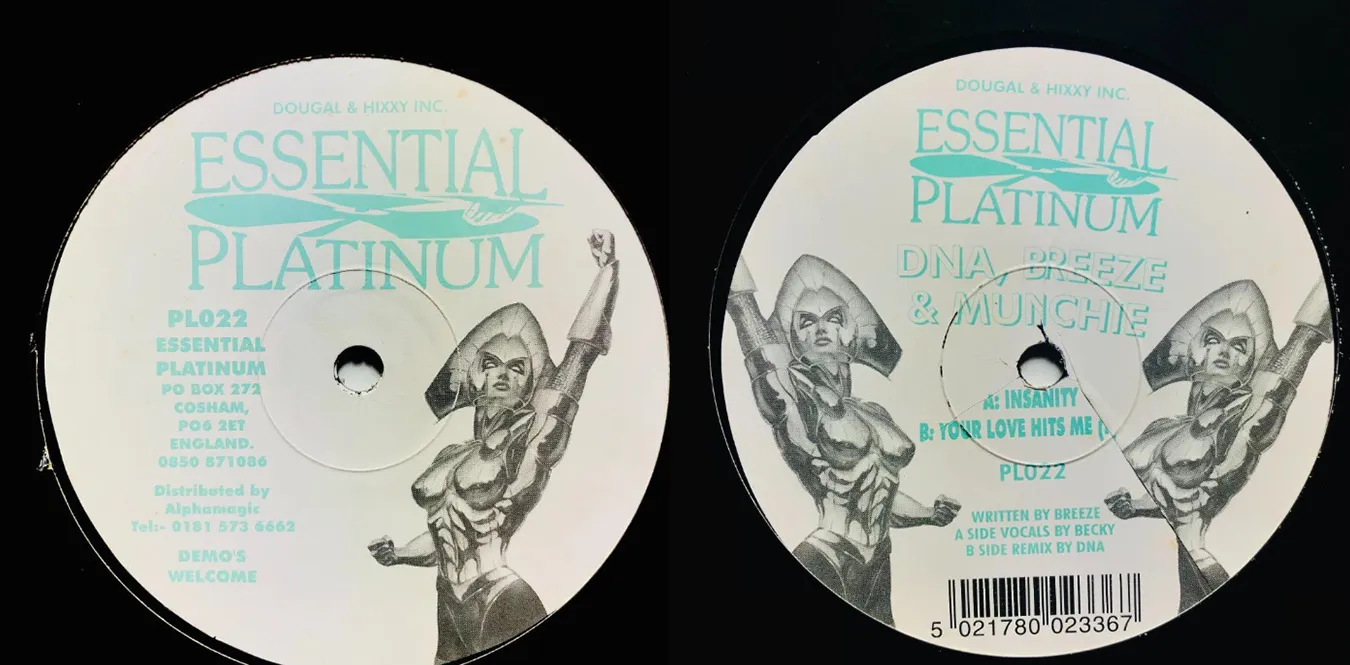 DOUGAL & HIXXY INC.
ESSENTIAL
PLATINUM
PL022
ESSENTIAL
PLATINUM
PO BOX 272
COSHAM,
PO6 2ET
ENGLAND.
0850 871086
Distributed by
Alphamagic
Tel:- 0181 573 6662
DEMO'S
WELCOME
DOUGAL & HIXXY INC.
ESSENTIAL
PLATINUM
DNA, BREEZE
& MUNCHIE
A: INSANITY
B: YOUR LOVE HITS ME (
PL022
WRITTEN BY BREEZE
A SIDE VOCALS BY BECKY
B SIDE REMIX BY DNA
5 021780 023367